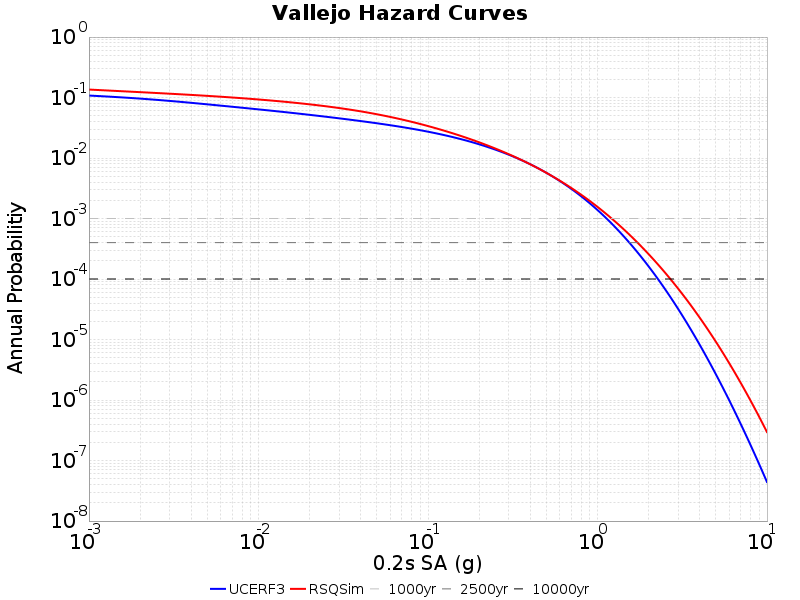 Vallejo Hazard Curves
10^0
10^-1
10^-2
10^-3
10^-4
10^-5
10^-6
10^-7
10^-8
Annual Probabilitiy
10^-3 10^-2 10^-1 10^0 10^1
0.2s SA (g)
UCERF3 RSQSim 1000yr 2500yr 10000yr